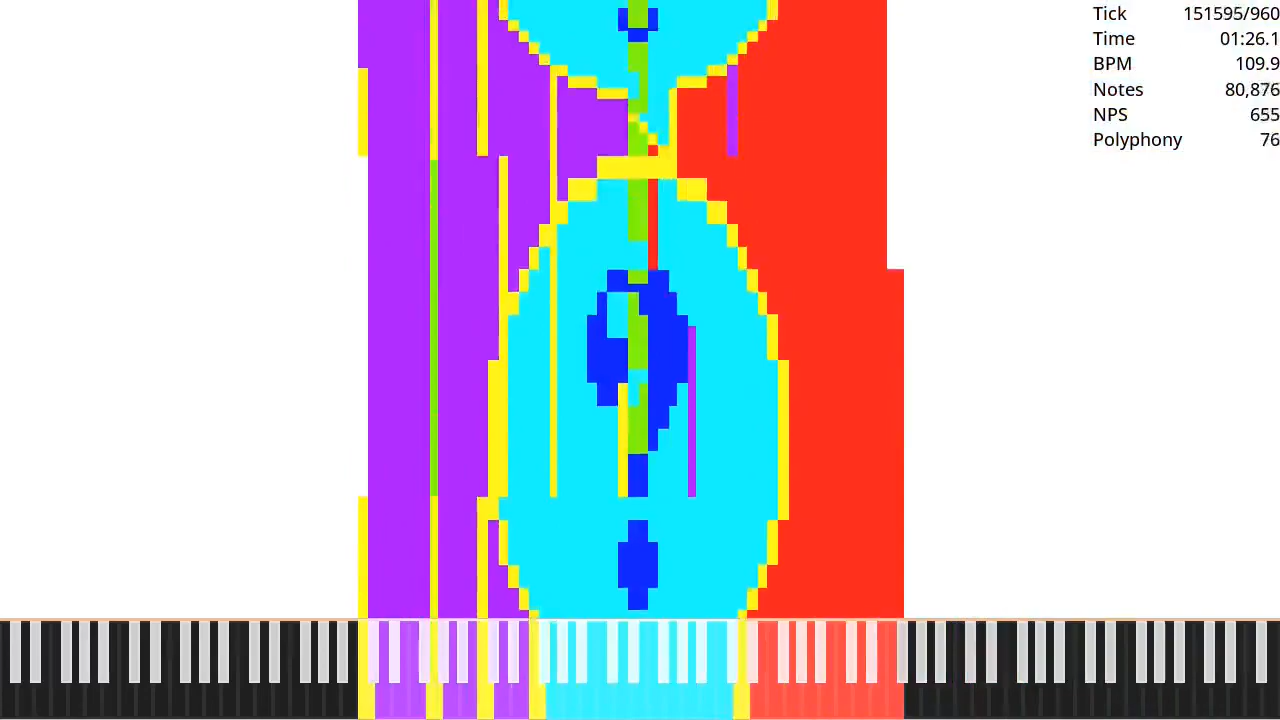 Tick 151595/960
Time 01:26.1
BPM 109.9
Notes 80,876
NPS 655
Polyphony 76